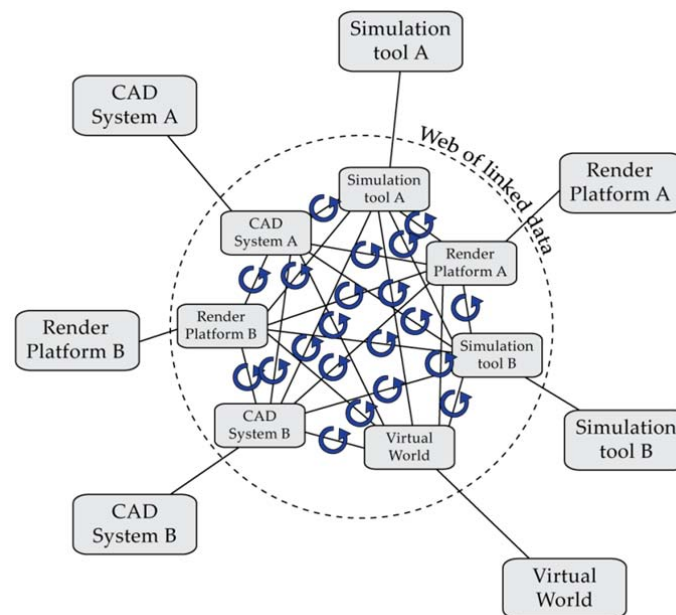 Simulation
tool A
CAD
System A
Web of linked data
Render
Platform A
Simulation
tool A
CAD
System A
Render
Platform A
Render
Platform B
Render
Platform B
Simulation
tool B
CAD
System B
Virtual
World
Simulation
tool B
CAD
System B
Virtual
World